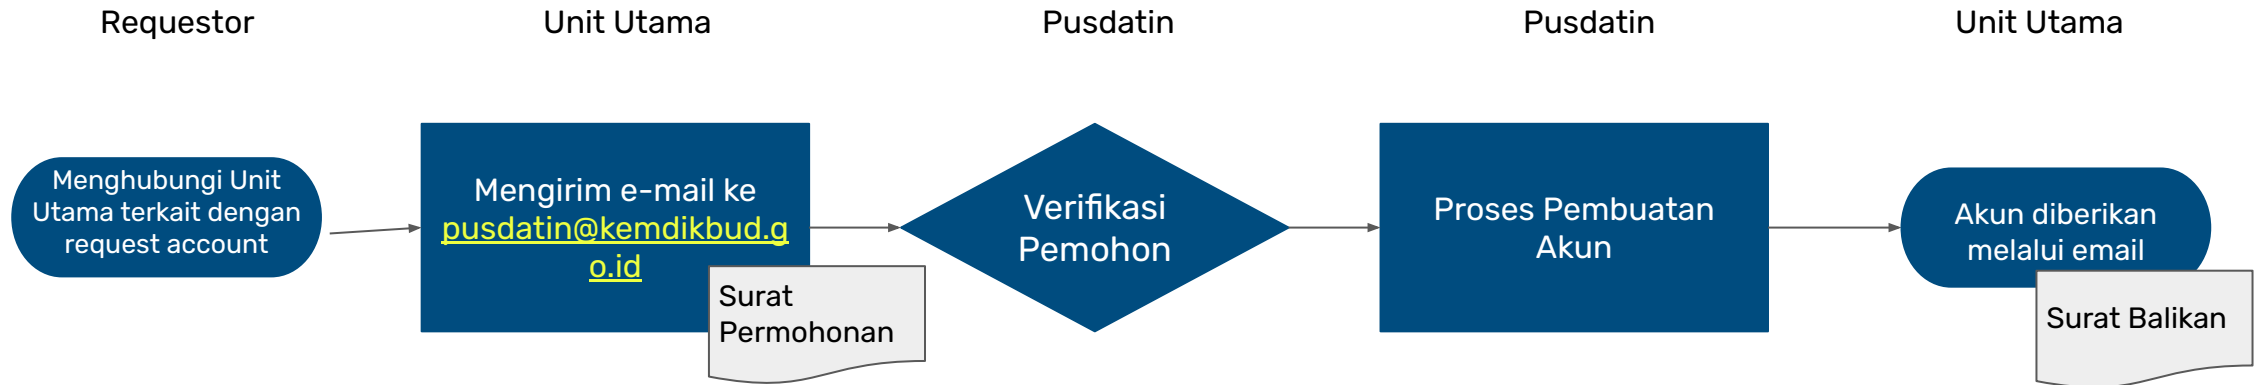 Requestor
Unit Utama
Pusdatin
Pusdatin
Unit Utama
Menghubungi Unit
Utama terkait dengan
request account
Mengirim e-mail ke
pusdatin@kemdikbud.g
o.id
Surat
Permohonan
Verifikasi
Pemohon
Proses Pembuatan
Akun
Akun diberikan
melalui email
Surat Balikan